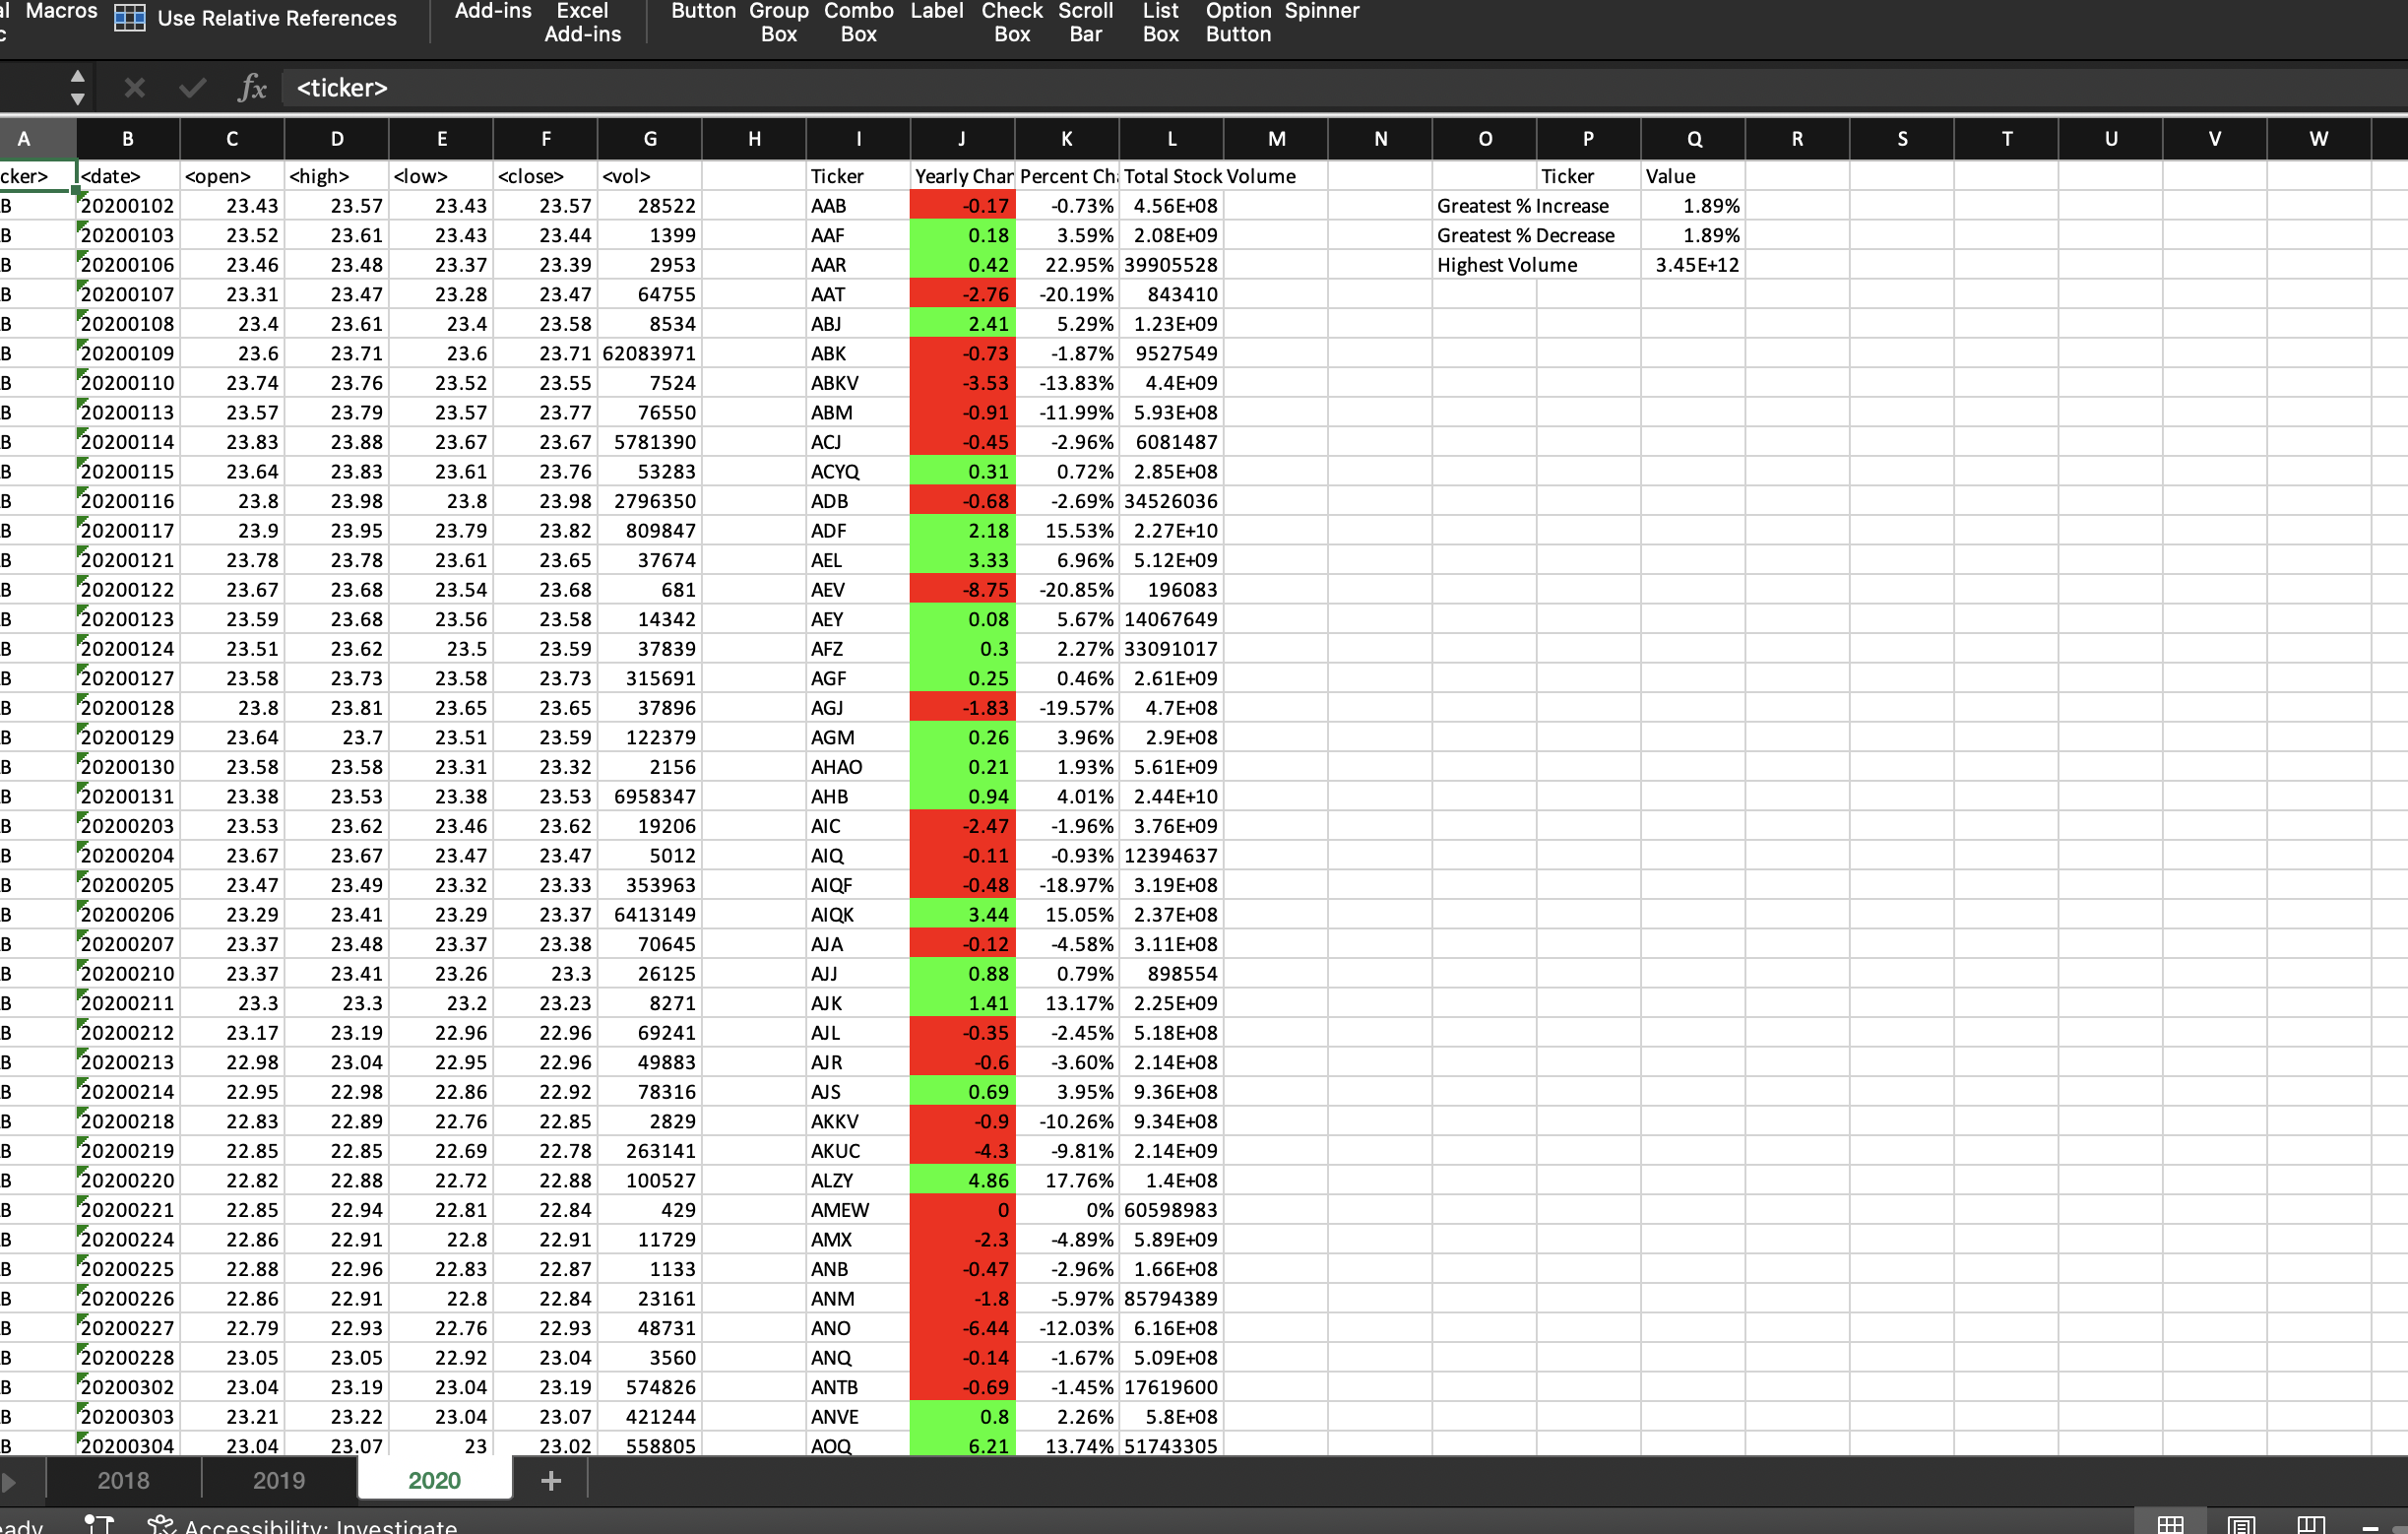 Macros Use Relative References Add-ins Excel Add-ins Button Group Box Combo Box Label Check Box Scroll Bar List Box Option Button Spinner
fx <ticker>
A B C D E F G H I J K L M N O P Q R S T U V W
cker> <date> <open> <high> <low> <close> <vol> Ticker Yearly Chan Percent Ch Total Stock Volume Ticker Value
B 20200102 23.43 23.57 23.43 23.57 28522 AAB -0.17 -0.73% 4.56E+08 Greatest % Increase 1.89%
B 20200103 23.52 23.61 23.43 23.44 1399 AAF 0.18 3.59% 2.08E+09 Greatest % Decrease 1.89%
B 20200106 23.46 23.48 23.37 23.39 2953 AAR 0.42 22.95% 39905528 Highest Volume 3.45E+12
B 20200107 23.31 23.47 23.28 23.47 64755 AAT -2.76 -20.19% 843410
B 20200108 23.4 23.61 23.4 23.58 8534 ABJ 2.41 5.29% 1.23E+09
B 20200109 23.6 23.71 23.6 23.71 62083971 ABK -0.73 -1.87% 9527549
B 20200110 23.74 23.76 23.52 23.55 7524 ABKV -3.53 -13.83% 4.4E+09
B 20200113 23.57 23.79 23.57 23.77 76550 ABM -0.91 -11.99% 5.93E+08
B 20200114 23.83 23.88 23.67 23.67 5781390 ACJ -0.45 -2.96% 6081487
B 20200115 23.64 23.83 23.61 23.76 53283 ACYQ 0.31 0.72% 2.85E+08
B 20200116 23.8 23.98 23.8 23.98 2796350 ADB -0.68 -2.69% 34526036
B 20200117 23.9 23.95 23.79 23.82 809847 ADF 2.18 15.53% 2.27E+10
B 20200121 23.78 23.78 23.61 23.65 37674 AEL 3.33 6.96% 5.12E+09
B 20200122 23.67 23.68 23.54 23.68 681 AEV -8.75 -20.85% 196083
B 20200123 23.59 23.68 23.56 23.58 14342 AEY 0.08 5.67% 14067649
B 20200124 23.51 23.62 23.5 23.59 37839 AFZ 0.3 2.27% 33091017
B 20200127 23.58 23.73 23.58 23.73 315691 AGF 0.25 0.46% 2.61E+09
B 20200128 23.8 23.81 23.65 23.65 37896 AGJ -1.83 -19.57% 4.7E+08
B 20200129 23.64 23.7 23.51 23.59 122379 AGM 0.26 3.96% 2.9E+08
B 20200130 23.58 23.58 23.31 23.32 2156 AHAO 0.21 1.93% 5.61E+09
B 20200131 23.38 23.53 23.38 23.53 6958347 AHB 0.94 4.01% 2.44E+10
B 20200203 23.53 23.62 23.46 23.62 19206 AIC -2.47 -1.96% 3.76E+09
B 20200204 23.67 23.67 23.47 23.47 5012 AIQ -0.11 -0.93% 12394637
B 20200205 23.47 23.49 23.32 23.33 353963 AIQF -0.48 -18.97% 3.19E+08
B 20200206 23.29 23.41 23.29 23.37 6413149 AIQK 3.44 15.05% 2.37E+08
B 20200207 23.37 23.48 23.37 23.38 70645 AJA -0.12 -4.58% 3.11E+08
B 20200210 23.37 23.41 23.26 23.3 26125 AJJ 0.88 0.79% 898554
B 20200211 23.3 23.3 23.2 23.23 8271 AJK 1.41 13.17% 2.25E+09
B 20200212 23.17 23.19 22.96 22.96 69241 AJL -0.35 -2.45% 5.18E+08
B 20200213 22.98 23.04 22.95 22.96 49883 AJR -0.6 -3.60% 2.14E+08
B 20200214 22.95 22.98 22.86 22.92 78316 AJS 0.69 3.95% 9.36E+08
B 20200218 22.83 22.89 22.76 22.85 2829 AKKV -0.9 -10.26% 9.34E+08
B 20200219 22.85 22.85 22.69 22.78 263141 AKUC -4.3 -9.81% 2.14E+09
B 20200220 22.82 22.88 22.72 22.88 100527 ALZY 4.86 17.76% 1.4E+08
B 20200221 22.85 22.94 22.81 22.84 429 AMEW 0 0% 60598983
B 20200224 22.86 22.91 22.8 22.91 11729 AMX -2.3 -4.89% 5.89E+09
B 20200225 22.88 22.96 22.83 22.87 1133 ANB -0.47 -2.96% 1.66E+08
B 20200226 22.86 22.91 22.8 22.84 23161 ANM -1.8 -5.97% 85794389
B 20200227 22.79 22.93 22.76 22.93 48731 ANO -6.44 -12.03% 6.16E+08
B 20200228 23.05 23.05 22.92 23.04 3560 ANQ -0.14 -1.67% 5.09E+08
B 20200302 23.04 23.19 23.04 23.19 574826 ANTB -0.69 -1.45% 17619600
B 20200303 23.21 23.22 23.04 23.07 421244 ANVE 0.8 2.26% 5.8E+08
B 20200304 23.04 23.07 23 23.02 558805 AOQ 6.21 13.74% 51743305
2018 2019 2020 +
eady Accessibility: Investigate